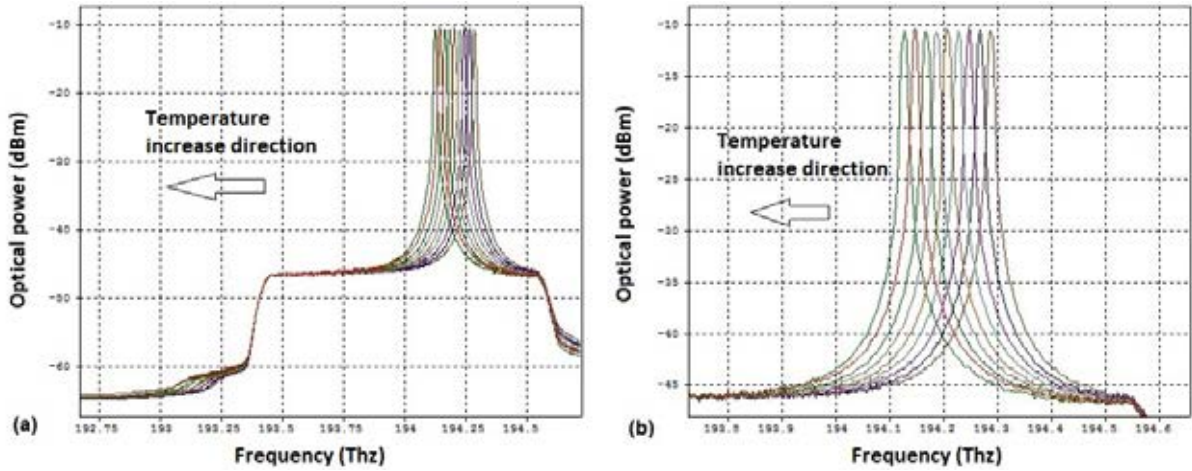 -10
-20
-30
-40
-50
-60
Optical power (dBm)
Temperature
increase direction
192.75 193 193.25 193.5 193.75 194 194.25 194.5
(a)
Frequency (Thz)
-10
-15
-20
-25
-30
-35
-40
-45
Optical power (dBm)
Temperature
increase direction
193.8 193.9 194 194.1 194.2 194.3 194.4 194.5 194.6
(b)
Frequency (Thz)